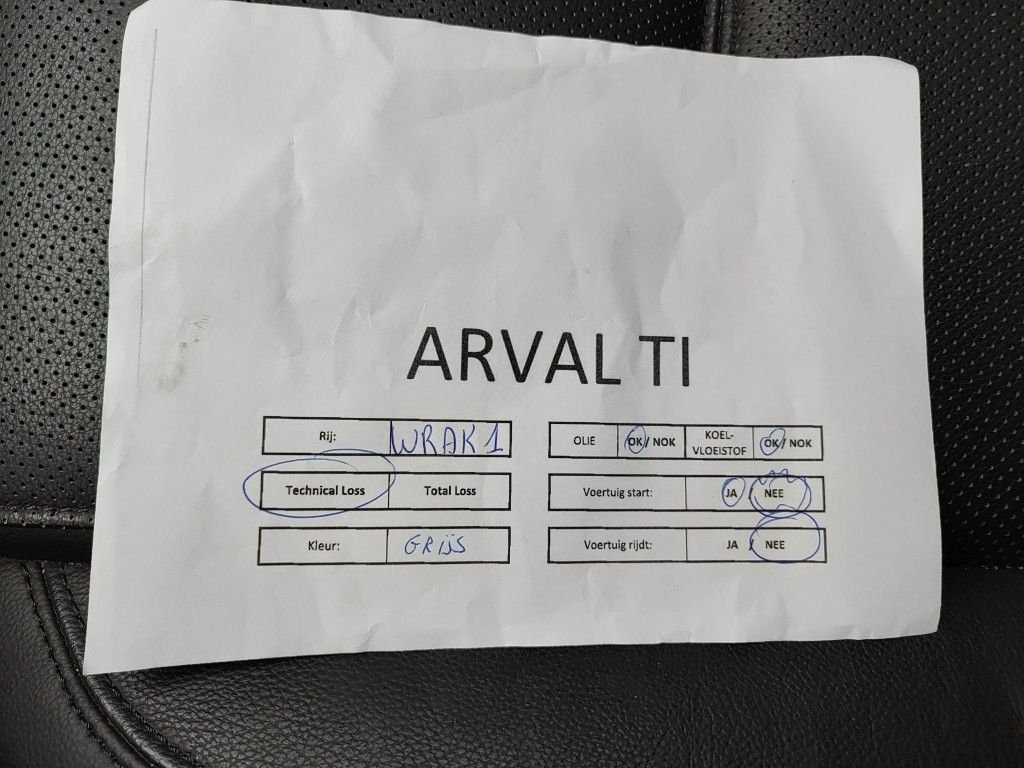 ARVAL TI
Rij: WRAK 1
Technical Loss Total Loss
Kleur: GRIJS
OLIE OK / NOK KOEL-
VLOEISTOF OK / NOK
Voertuig start: JA / NEE
Voertuig rijdt: JA / NEE